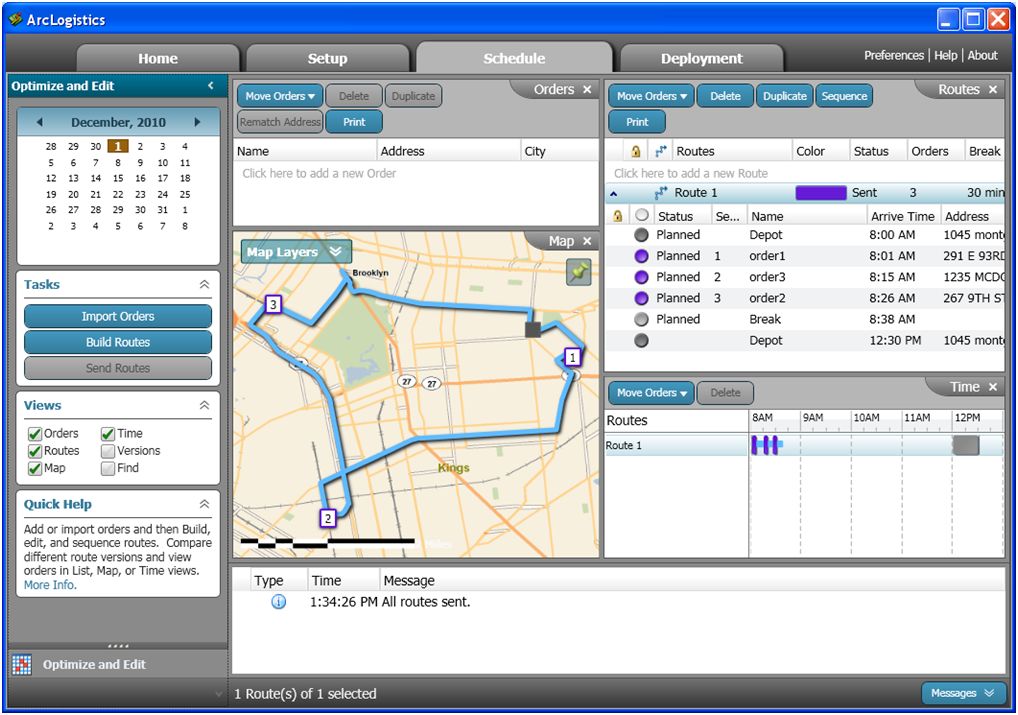 ArcLogistics
Home Setup Schedule Deployment
Preferences | Help | About
Optimize and Edit
December, 2010
28 29 30 1 2 3 4
5 6 7 8 9 10 11
12 13 14 15 16 17 18
19 20 21 22 23 24 25
26 27 28 29 30 31 1
2 3 4 5 6 7 8
Tasks
Import Orders
Build Routes
Send Routes
Views
Orders Time
Routes Versions
Map Find
Quick Help
Add or import orders and then Build,
edit, and sequence routes. Compare
different route versions and view
orders in List, Map, or Time views.
More Info.
Optimize and Edit
Orders
Move Orders Delete Duplicate
Rematch Address Print
Name Address City
Click here to add a new Order
Map
Map Layers
Brooklyn
3
1
27 27
Kings
2
Miles
Routes
Move Orders Delete Duplicate Sequence
Print
Routes Color Status Orders Break
Click here to add a new Route
Route 1 Sent 3 30 min
Status Se... Name Arrive Time Address
Planned Depot 8:00 AM 1045 mont
Planned 1 order1 8:01 AM 291 E 93RD
Planned 2 order3 8:15 AM 1235 MCDO
Planned 3 order2 8:26 AM 267 9TH ST
Planned Break 8:38 AM
Depot 12:30 PM 1045 mont
Time
Move Orders Delete
Routes 8AM 9AM 10AM 11AM 12PM
Route 1
Type Time Message
1:34:26 PM All routes sent.
1 Route(s) of 1 selected
Messages